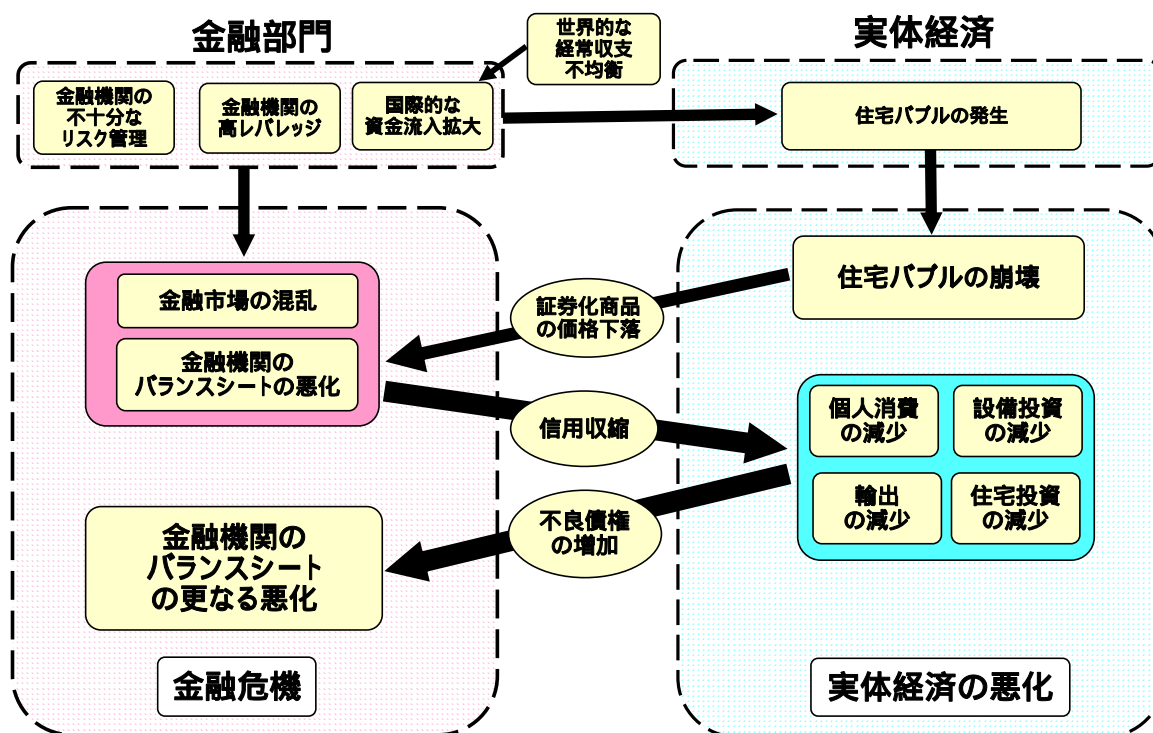 金融部門
世界的な
経常収支
不均衡
実体経済
金融機関の
不十分な
リスク管理
金融機関の
高レバレッジ
国際的な
資金流入拡大
住宅バブルの発生
金融市場の混乱
金融機関の
バランスシートの悪化
証券化商品
の価格下落
住宅バブルの崩壊
信用収縮
個人消費
の減少
設備投資
の減少
輸出
の減少
住宅投資
の減少
金融機関の
バランスシート
の更なる悪化
不良債権
の増加
金融危機
実体経済の悪化